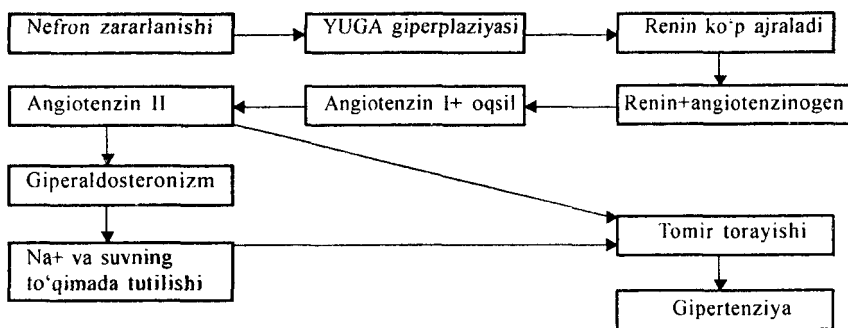 Nefron zararlanishi
YUGA giperplaziyasi
Renin ko‘p ajraladi
Angiotenzin II
Angiotenzin I+ oqsil
Renin+angiotenzinogen
Giperaldosteronizm
Na+ va suvning
to‘qimada tutilishi
Tomir torayishi
Gipertenziya